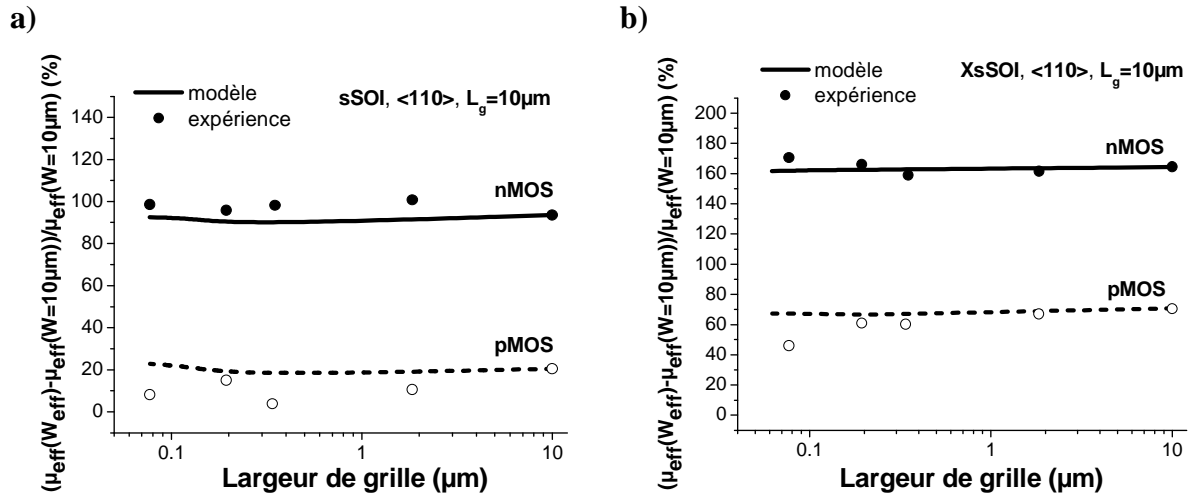 a)
(µeff(Weff)-µeff(W=10µm))/µeff(W=10µm) (%)
140
120
100
80
60
40
20
0
modèle
expérience
sSOI, <110>, Lg=10µm
nMOS
pMOS
0.1
1
10
Largeur de grille (µm)
b)
(µeff(Weff)-µeff(W=10µm))/µeff(W=10µm) (%)
200
180
160
140
120
100
80
60
40
20
0
modèle
expérience
XsSOI, <110>, Lg=10µm
nMOS
pMOS
0.1
1
10
Largeur de grille (µm)